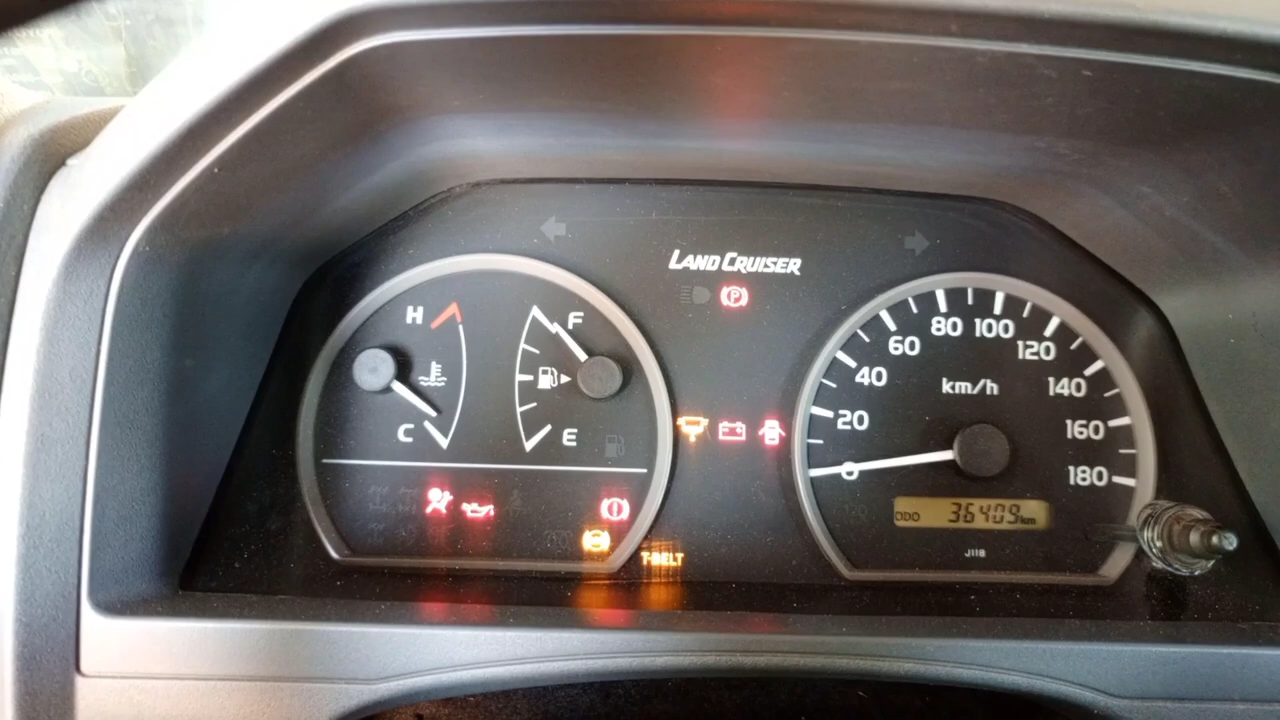 LAND CRUISER
P
H
F
C
E
T-BELT
0
20
40
60
80
100
120
140
160
180
km/h
ODO 36409km
J118